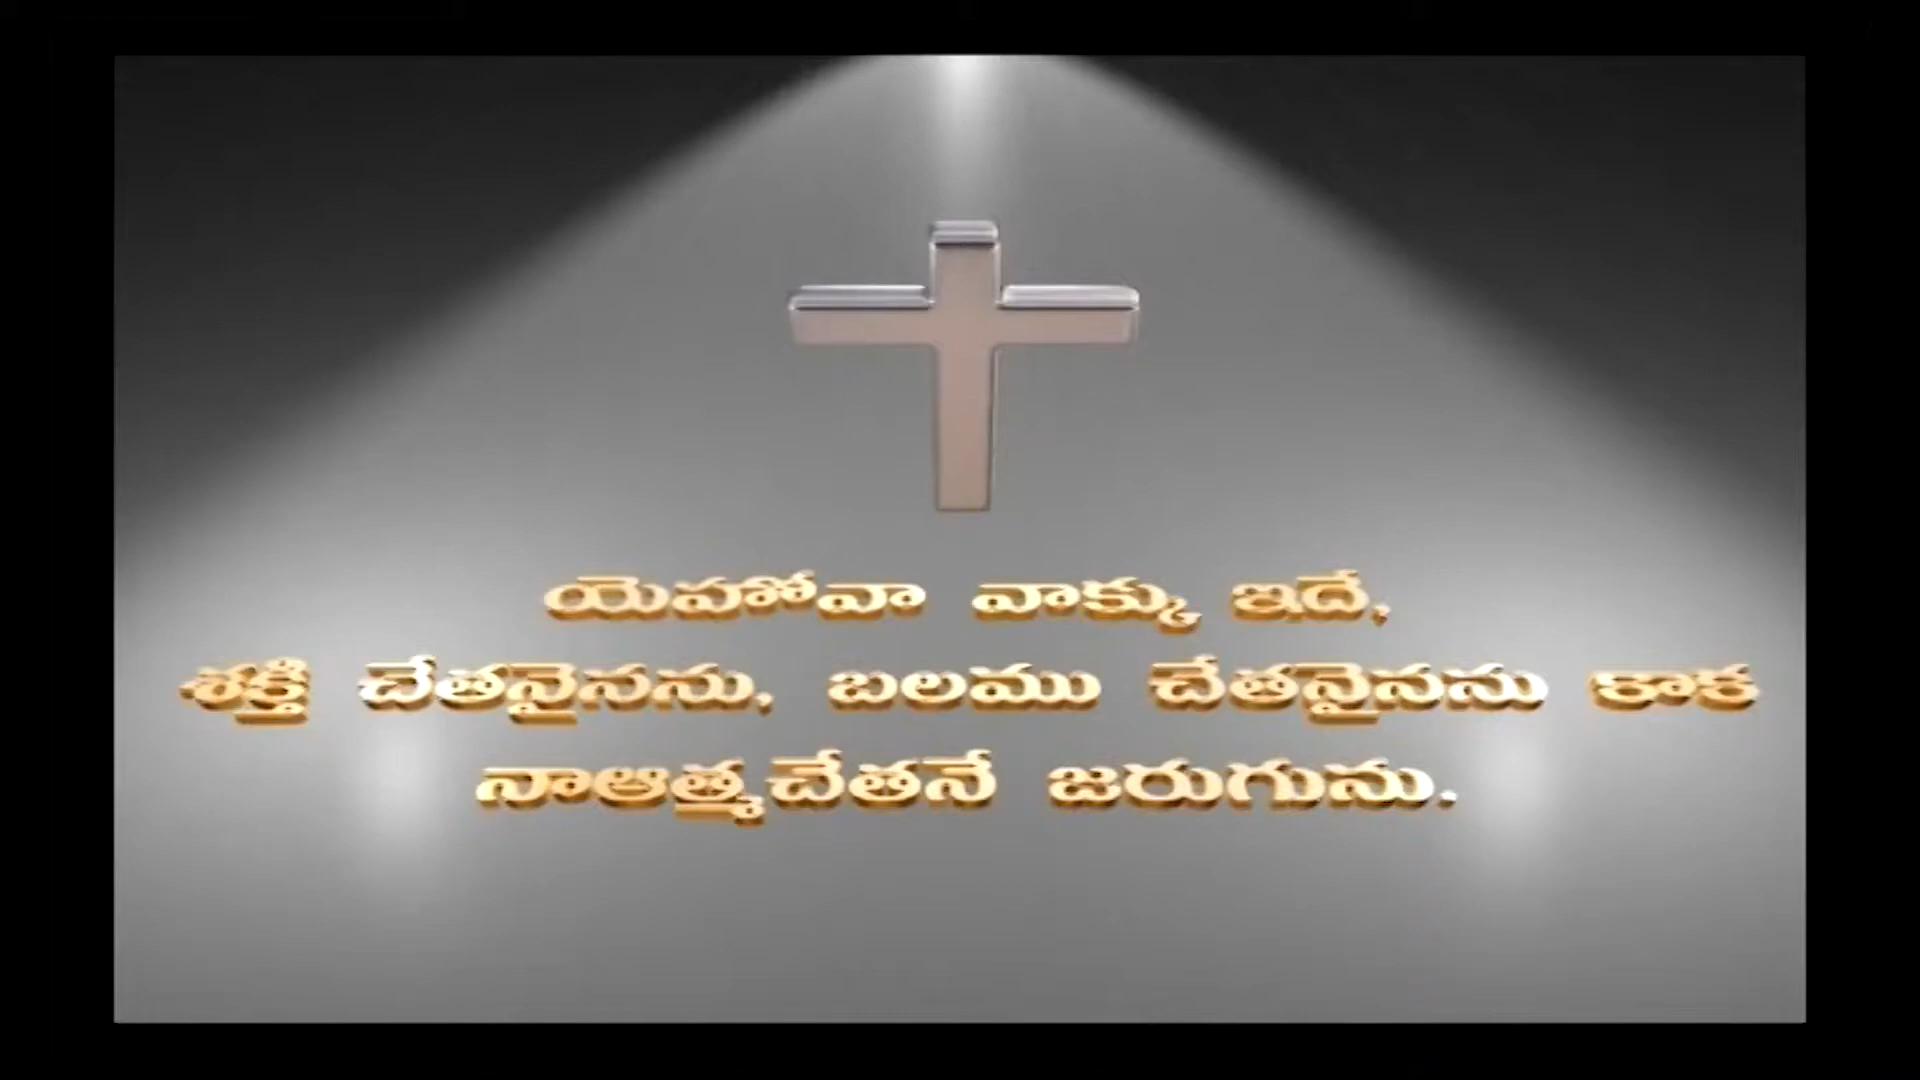 యెహోవా వాక్కు ఇదే,
శక్తి చేతనైనను, బలము చేతనైనను కాక
నాఆత్మచేతనే జరుగును.